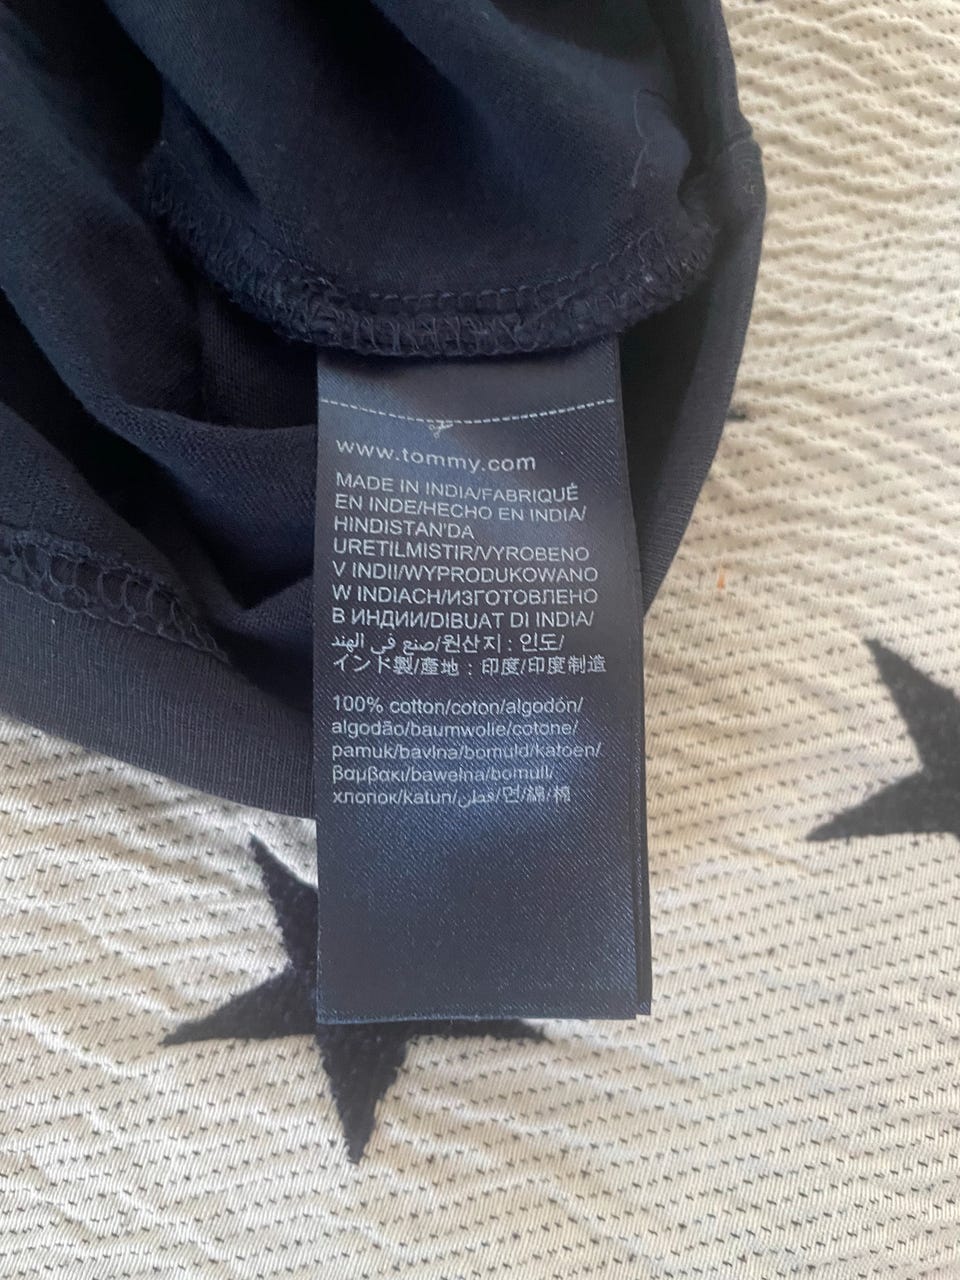 www.tommy.com
MADE IN INDIA/FABRIQUÉ
EN INDE/HECHO EN INDIA/
HINDISTAN'DA
URETILMISTIR/VYROBENO
V INDII/WYPRODUKOWANO
W INDIACH/ИЗГОТОВЛЕНО
В ИНДИИ/DIBUAT DI INDIA/
صنع في الهند/원산지 : 인도/
インド製/產地 : 印度/印度制造
100% cotton/coton/algodón/
algodão/baumwolle/cotone/
pamuk/bavlna/bomuld/katoen/
βαμβακι/bawełna/bomull/
хлопок/katun/قطن/면/綿/棉